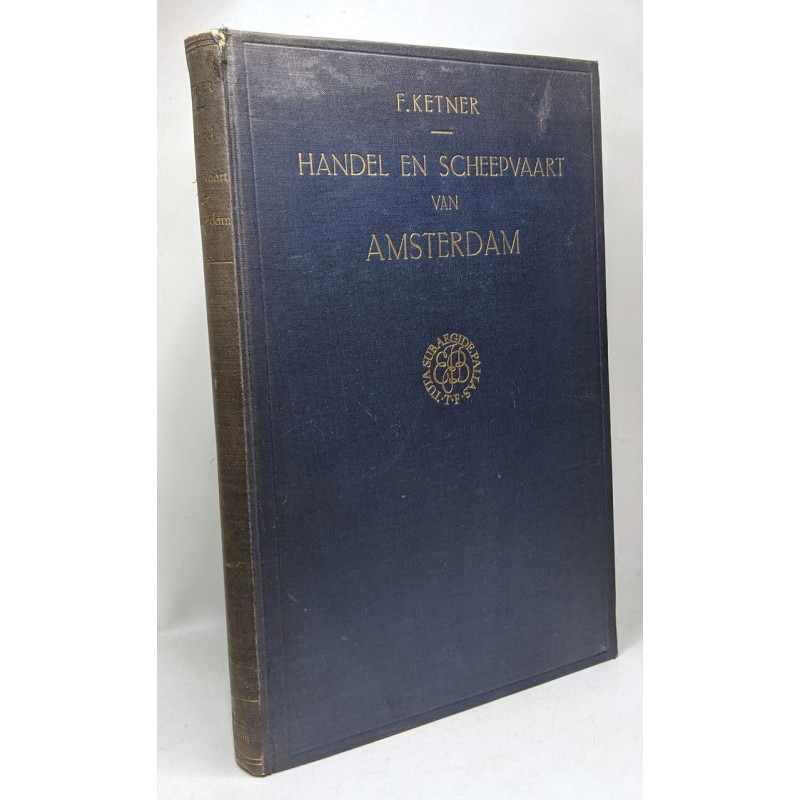 F. KETNER
HANDEL EN SCHEEPVAART
VAN
AMSTERDAM
TUTA SUB AEGIDE PALLAS